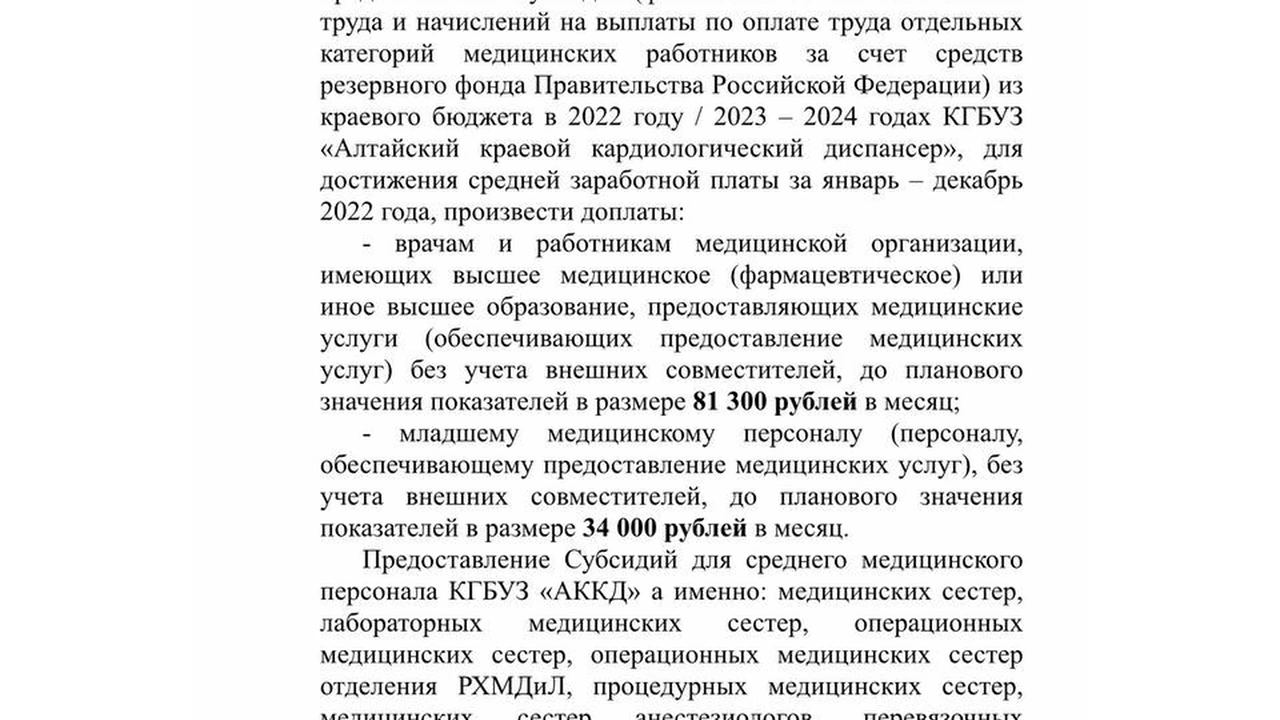 труда и начислений на выплаты по оплате труда отдельных
категорий медицинских работников за счет средств
резервного фонда Правительства Российской Федерации) из
краевого бюджета в 2022 году / 2023 – 2024 годах КГБУЗ
«Алтайский краевой кардиологический диспансер», для
достижения средней заработной платы за январь – декабрь
2022 года, произвести доплаты:
- врачам и работникам медицинской организации,
имеющих высшее медицинское (фармацевтическое) или
иное высшее образование, предоставляющих медицинские
услуги (обеспечивающих предоставление медицинских
услуг) без учета внешних совместителей, до планового
значения показателей в размере 81 300 рублей в месяц;
- младшему медицинскому персоналу (персоналу,
обеспечивающему предоставление медицинских услуг), без
учета внешних совместителей, до планового значения
показателей в размере 34 000 рублей в месяц.
Предоставление Субсидий для среднего медицинского
персонала КГБУЗ «АККД» а именно: медицинских сестер,
лабораторных медицинских сестер, операционных
медицинских сестер, операционных медицинских сестер
отделения РХМДиЛ, процедурных медицинских сестер,
медицинских сестер анестезиологов, перевязочных